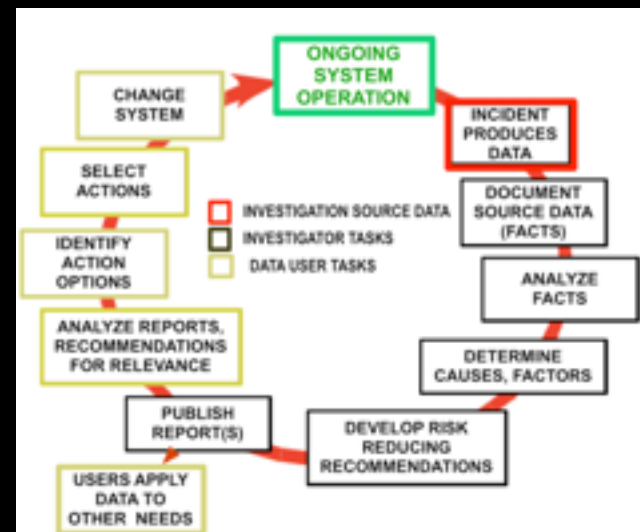 ONGOING
SYSTEM
OPERATION
INCIDENT
PRODUCES
DATA
DOCUMENT
SOURCE DATA
(FACTS)
ANALYZE
FACTS
DETERMINE
CAUSES, FACTORS
DEVELOP RISK
REDUCING
RECOMMENDATIONS
PUBLISH
REPORT(S)
USERS APPLY
DATA TO
OTHER NEEDS
ANALYZE REPORTS,
RECOMMENDATIONS
FOR RELEVANCE
IDENTIFY
ACTION
OPTIONS
SELECT
ACTIONS
CHANGE
SYSTEM
INVESTIGATION SOURCE DATA
INVESTIGATOR TASKS
DATA USER TASKS